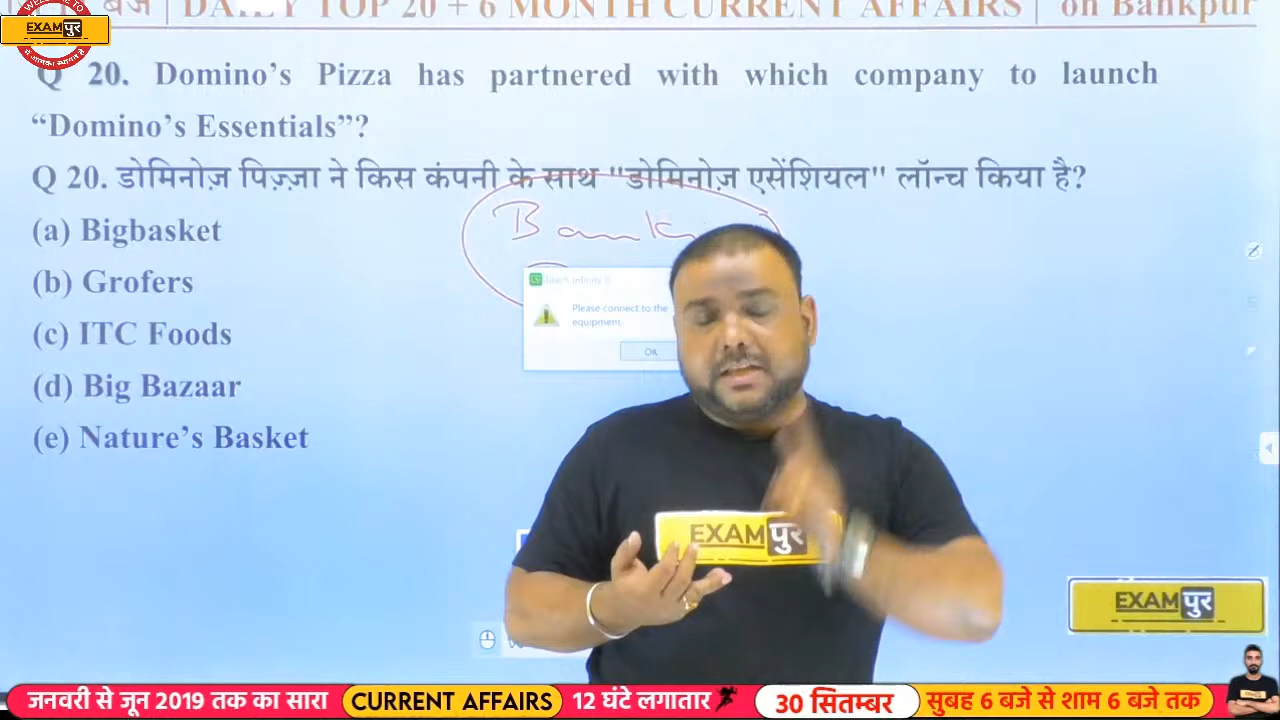 बजे | DAILY TOP 20 + 6 MONTH CURRENT AFFAIRS | on Bankpur
WELCOME TO
EXAMपुर
Q 20. Domino’s Pizza has partnered with which company to launch
“Domino’s Essentials”?
Q 20. डोमिनोज़ पिज़्ज़ा ने किस कंपनी के साथ "डोमिनोज़ एसेंशियल" लॉन्च किया है?
(a) Bigbasket
(b) Grofers
(c) ITC Foods
(d) Big Bazaar
(e) Nature’s Basket
Please connect to the
equipment.
OK
EXAMपुर
EXAMपुर
जनवरी से जून 2019 तक का सारा CURRENT AFFAIRS 12 घंटे लगातार 30 सितम्बर सुबह 6 बजे से शाम 6 बजे तक